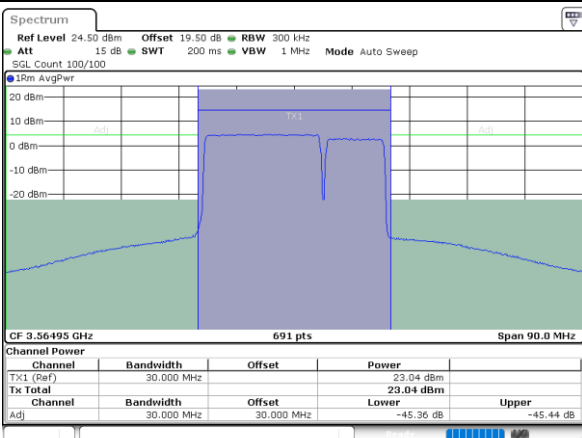 Spectrum
Ref Level 24.50 dBm Offset 19.50 dB RBW 300 kHz
Att 15 dB SWT 200 ms VBW 1 MHz Mode Auto Sweep
SGL Count 100/100
1Rm AvgPwr
20 dBm
TX1
10 dBm
Adj Adj
0 dBm
-10 dBm
-20 dBm
CF 3.56495 GHz 691 pts Span 90.0 MHz
Channel Power
Channel Bandwidth Offset Power
TX1 (Ref) 30.000 MHz 23.04 dBm
Tx Total 23.04 dBm
Channel Bandwidth Offset Lower Upper
Adj 30.000 MHz 30.000 MHz -45.36 dB -45.44 dB